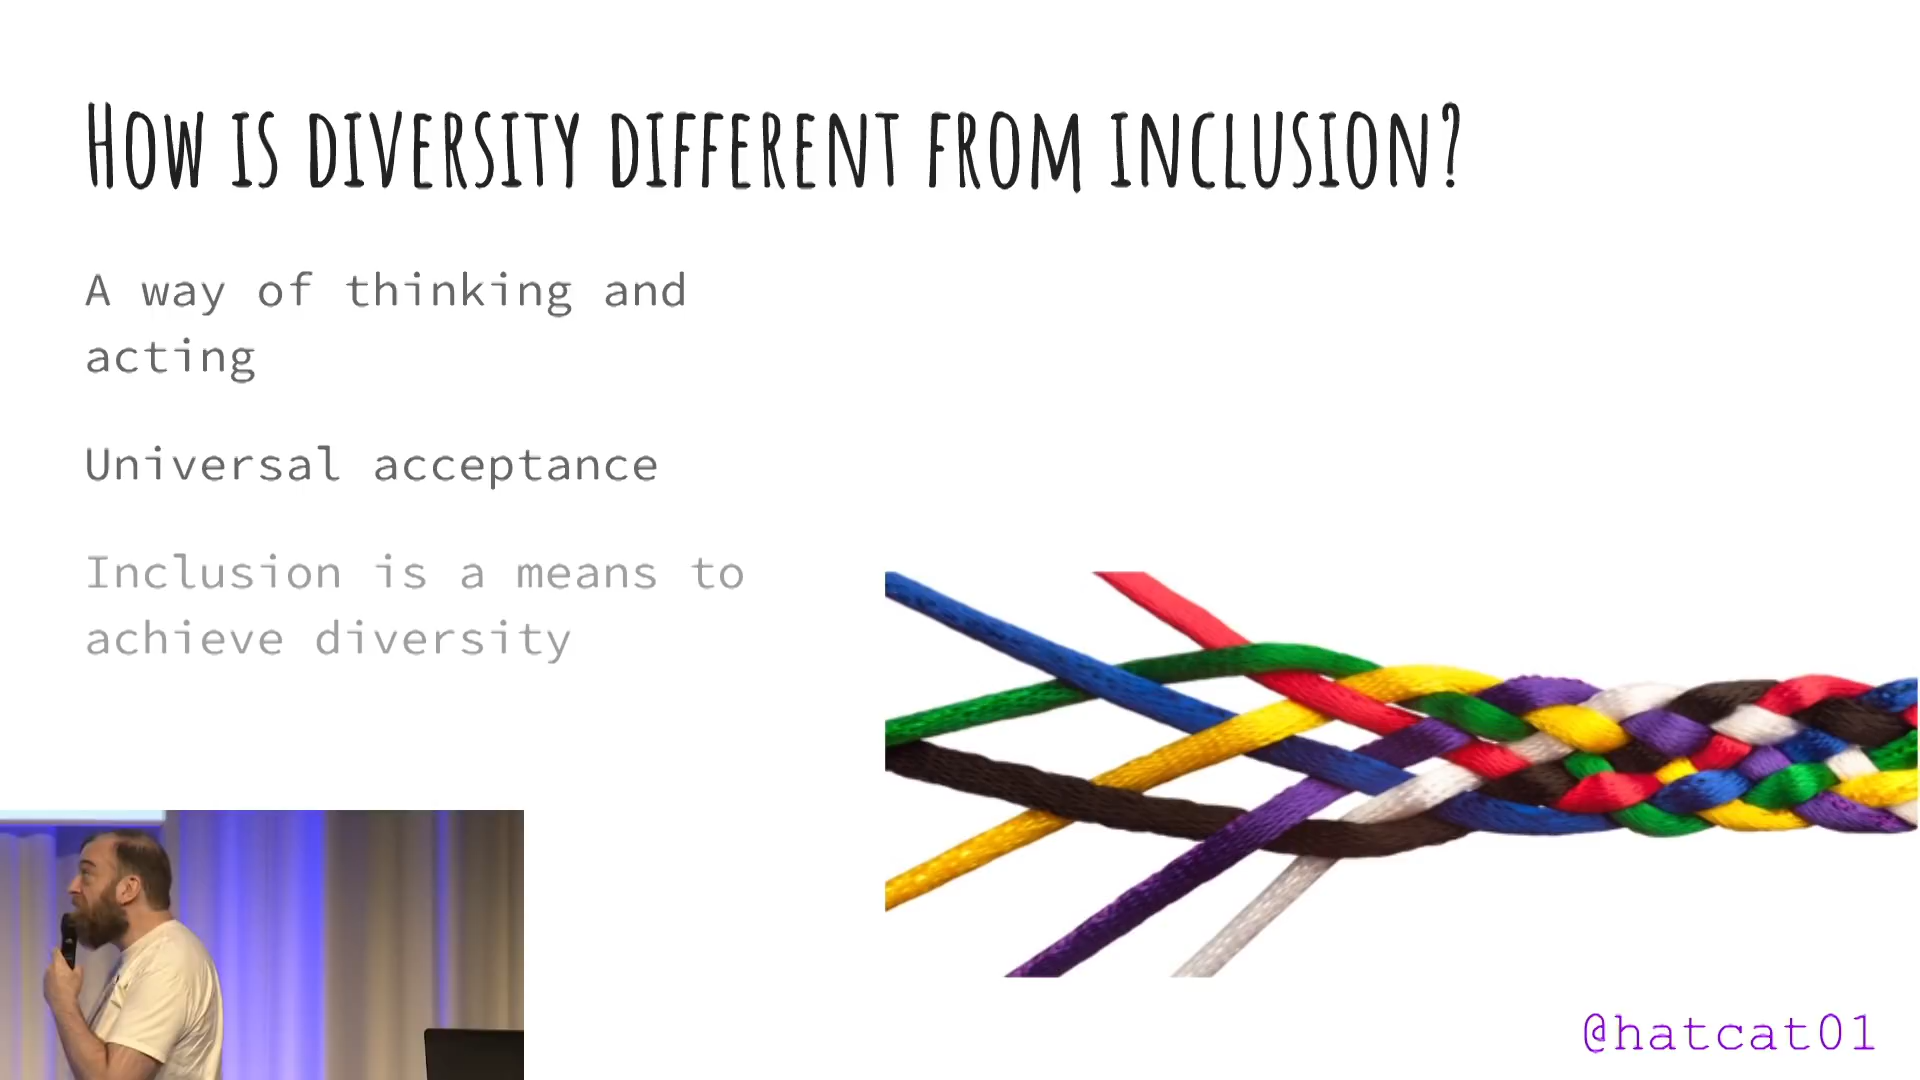 How is diversity different from inclusion?
A way of thinking and
acting
Universal acceptance
Inclusion is a means to
achieve diversity
@hatcat01